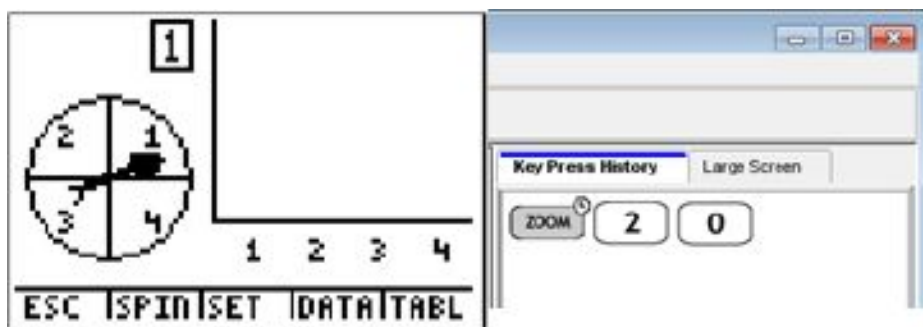 1
2 1
3 4
1 2 3 4
ESC SPIN SET DATA TABL
Key Press History Large Screen
ZOOM 2 0